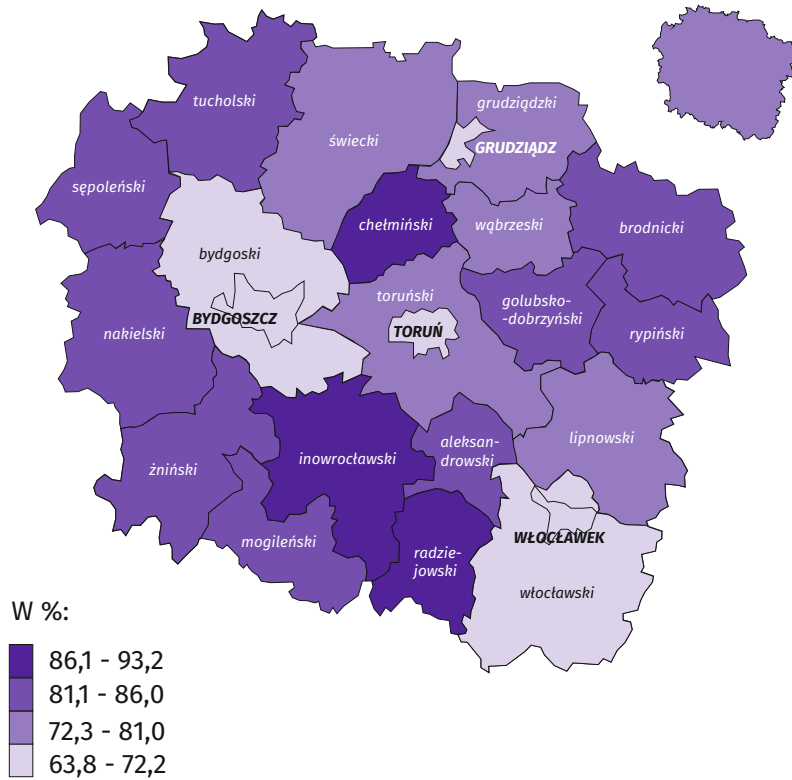 tucholski
grudziądzki
świecki
GRUDZIĄDZ
sępoleński
chełmiński
wąbrzeski
brodnicki
bydgoski
toruński
golubsko-
-dobrzyński
BYDGOSZCZ
TORUŃ
nakielski
rypiński
aleksan-
drowski
lipnowski
inowrocławski
żniński
mogileński
WŁOCŁAWEK
radzie-
jowski
włocławski
W %:
86,1 - 93,2
81,1 - 86,0
72,3 - 81,0
63,8 - 72,2